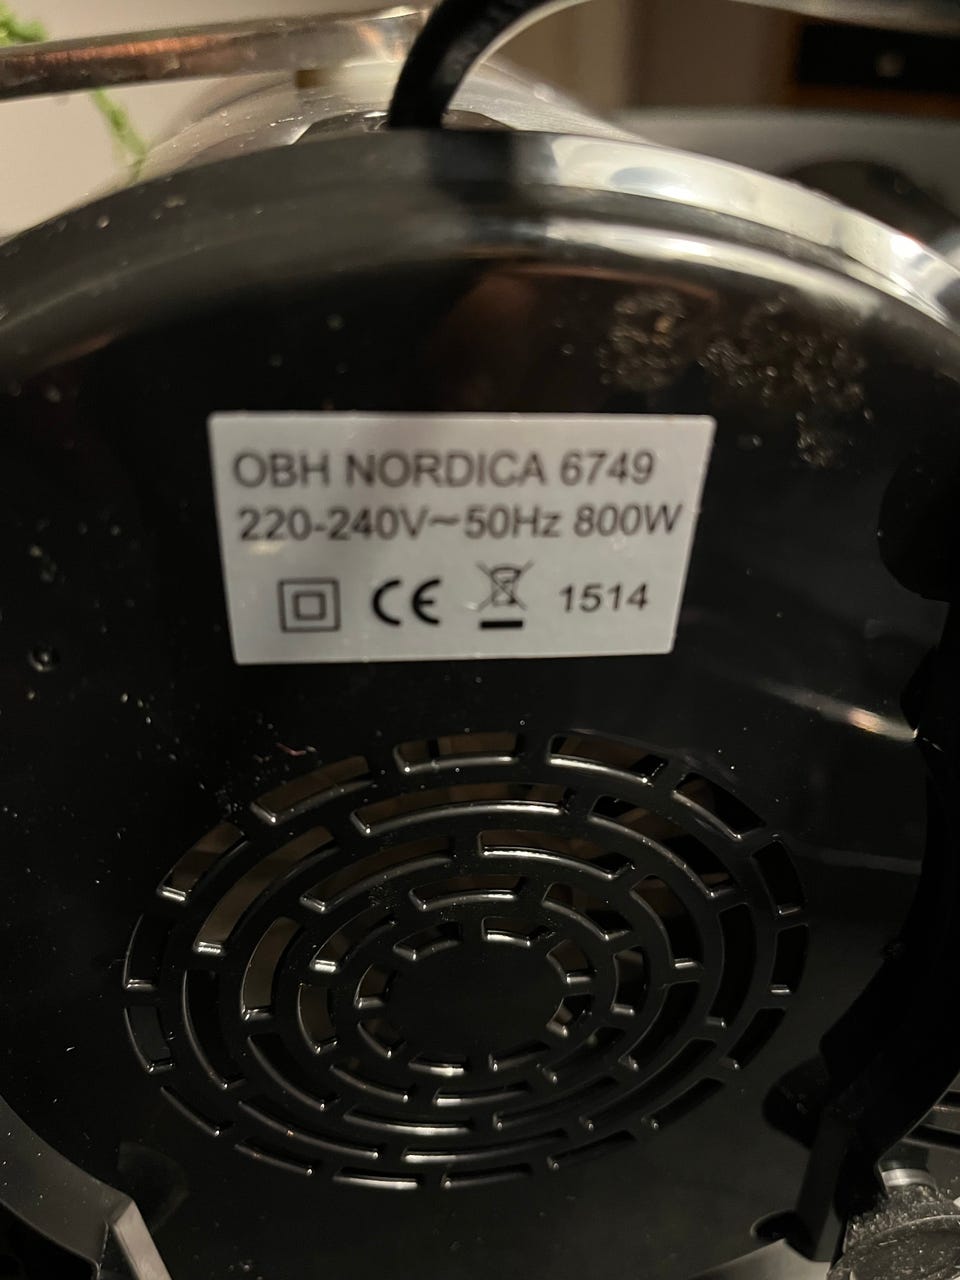 OBH NORDICA 6749
220-240V~50Hz 800W
CE 1514